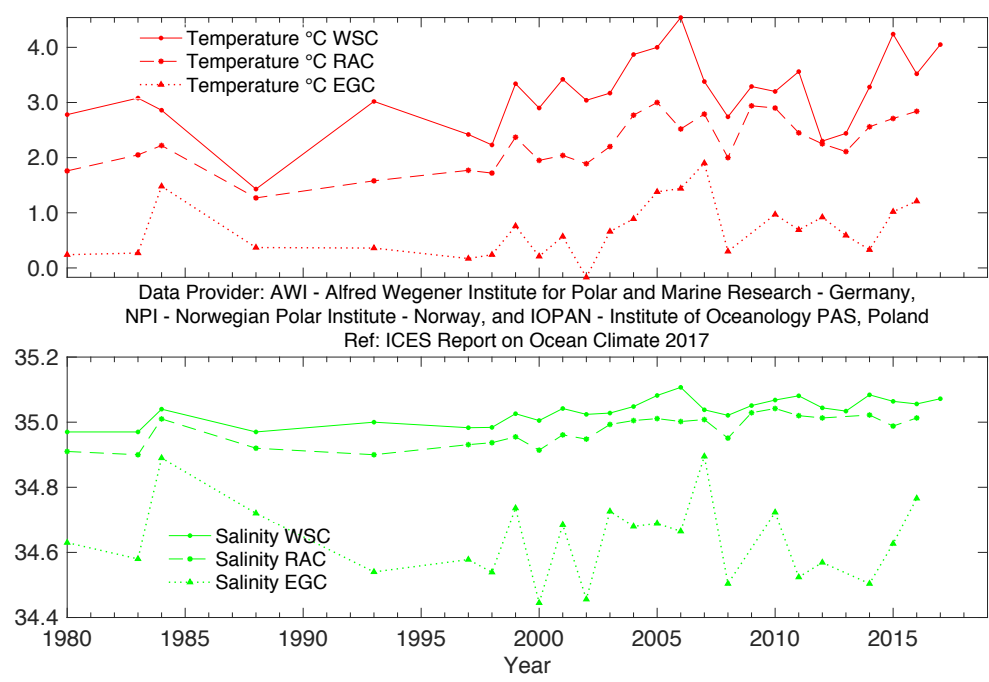 4.0
3.0
2.0
1.0
0.0
Temperature °C WSC
Temperature °C RAC
Temperature °C EGC
Data Provider: AWI - Alfred Wegener Institute for Polar and Marine Research - Germany,
NPI - Norwegian Polar Institute - Norway, and IOPAN - Institute of Oceanology PAS, Poland
Ref: ICES Report on Ocean Climate 2017
35.2
35.0
34.8
34.6
34.4
Salinity WSC
Salinity RAC
Salinity EGC
1980 1985 1990 1995 2000 2005 2010 2015
Year